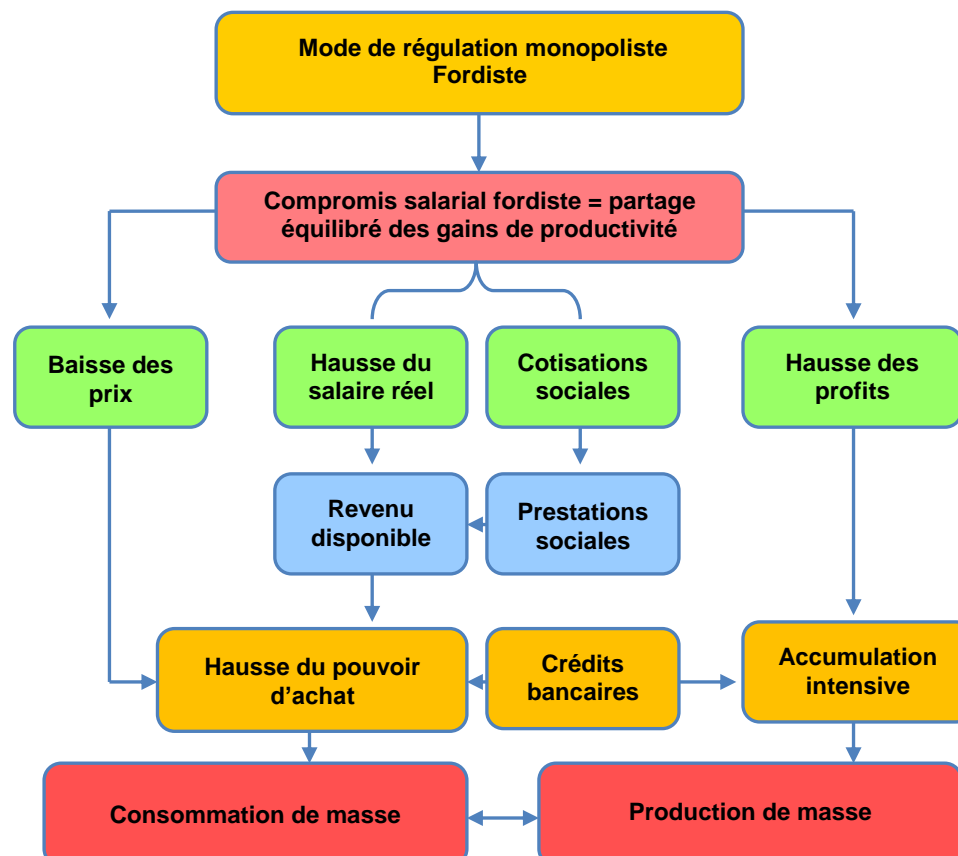 Mode de régulation monopoliste
Fordiste
Compromis salarial fordiste = partage
équilibré des gains de productivité
Baisse des
prix
Hausse du
salaire réel
Cotisations
sociales
Hausse des
profits
Revenu
disponible
Prestations
sociales
Hausse du pouvoir
d’achat
Crédits
bancaires
Accumulation
intensive
Consommation de masse
Production de masse